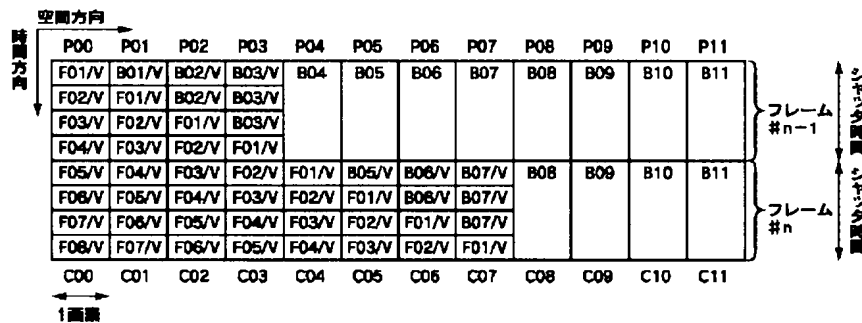 空間方向
時間方向
P00 P01 P02 P03 P04 P05 P06 P07 P08 P09 P10 P11
F01/V B01/V B02/V B03/V B04 B05 B06 B07 B08 B09 B10 B11
F02/V F01/V B02/V B03/V
F03/V F02/V F01/V B03/V
F04/V F03/V F02/V F01/V
フレーム
#n-1
シャッタ時間
F05/V F04/V F03/V F02/V F01/V B05/V B06/V B07/V B08 B09 B10 B11
F06/V F05/V F04/V F03/V F02/V F01/V B06/V B07/V
F07/V F06/V F05/V F04/V F03/V F02/V F01/V B07/V
F08/V F07/V F06/V F05/V F04/V F03/V F02/V F01/V
フレーム
#n
シャッタ時間
C00 C01 C02 C03 C04 C05 C06 C07 C08 C09 C10 C11
1画素